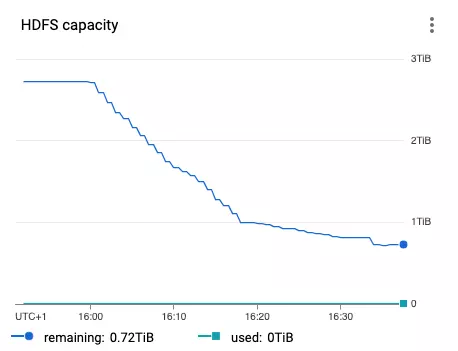 HDFS capacity
3TiB
2TiB
1TiB
0
UTC+1 16:00 16:10 16:20 16:30
remaining: 0.72TiB used: 0TiB